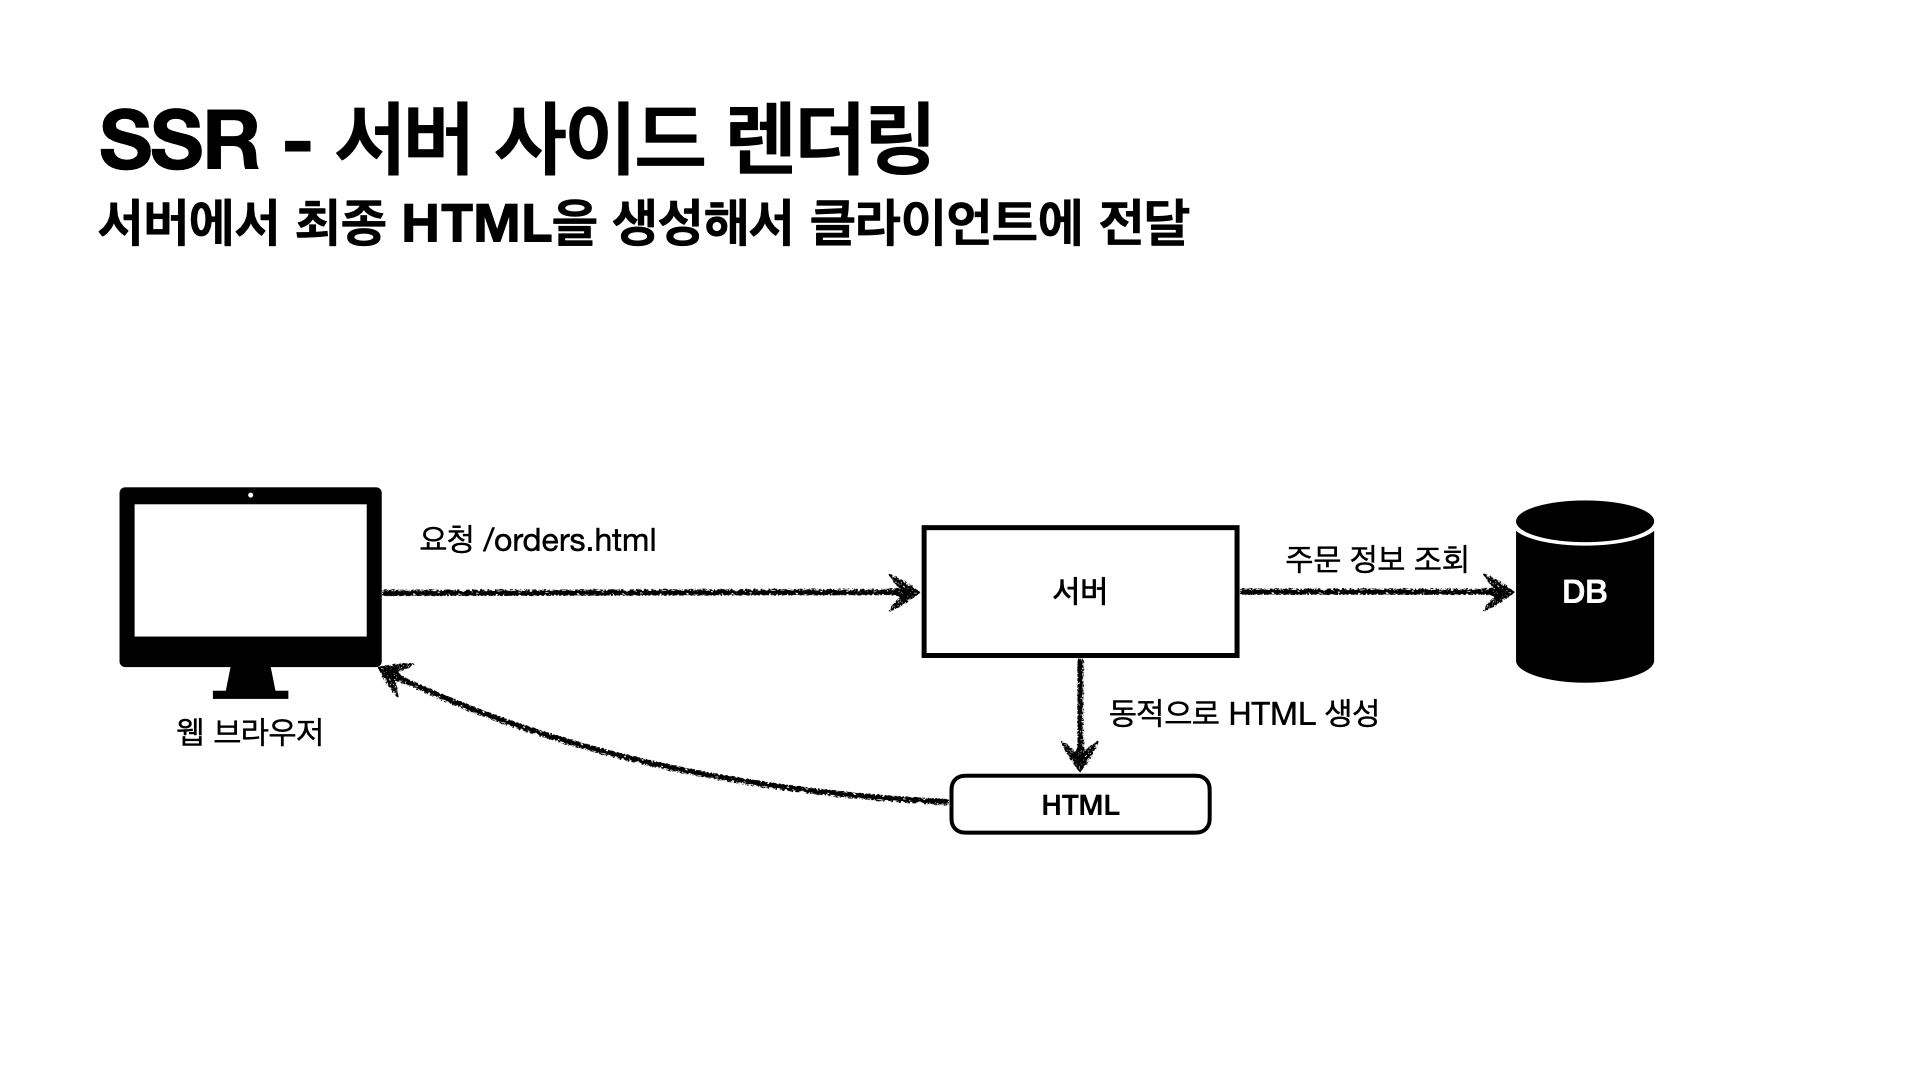 SSR - 서버 사이드 렌더링
서버에서 최종 HTML을 생성해서 클라이언트에 전달
요청 /orders.html
서버
주문 정보 조회
DB
웹 브라우저
동적으로 HTML 생성
HTML